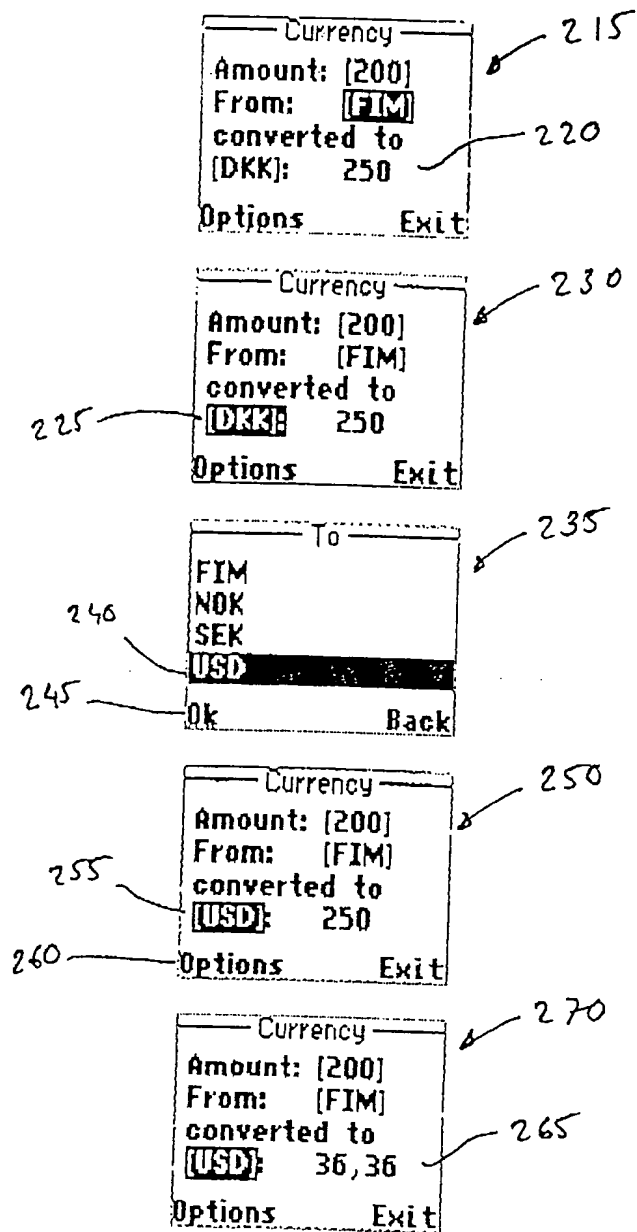 Currency
215
Amount: [200]
From: [FIM]
converted to
220
[DKK]: 250
Options Exit
Currency
230
Amount: [200]
From: [FIM]
converted to
225
[DKK]: 250
Options Exit
To
235
FIM
NOK
SEK
240
USD
245
Ok Back
Currency
250
Amount: [200]
From: [FIM]
255
converted to
[USD]: 250
260
Options Exit
Currency
270
Amount: [200]
From: [FIM]
converted to
265
[USD]: 36,36
Options Exit